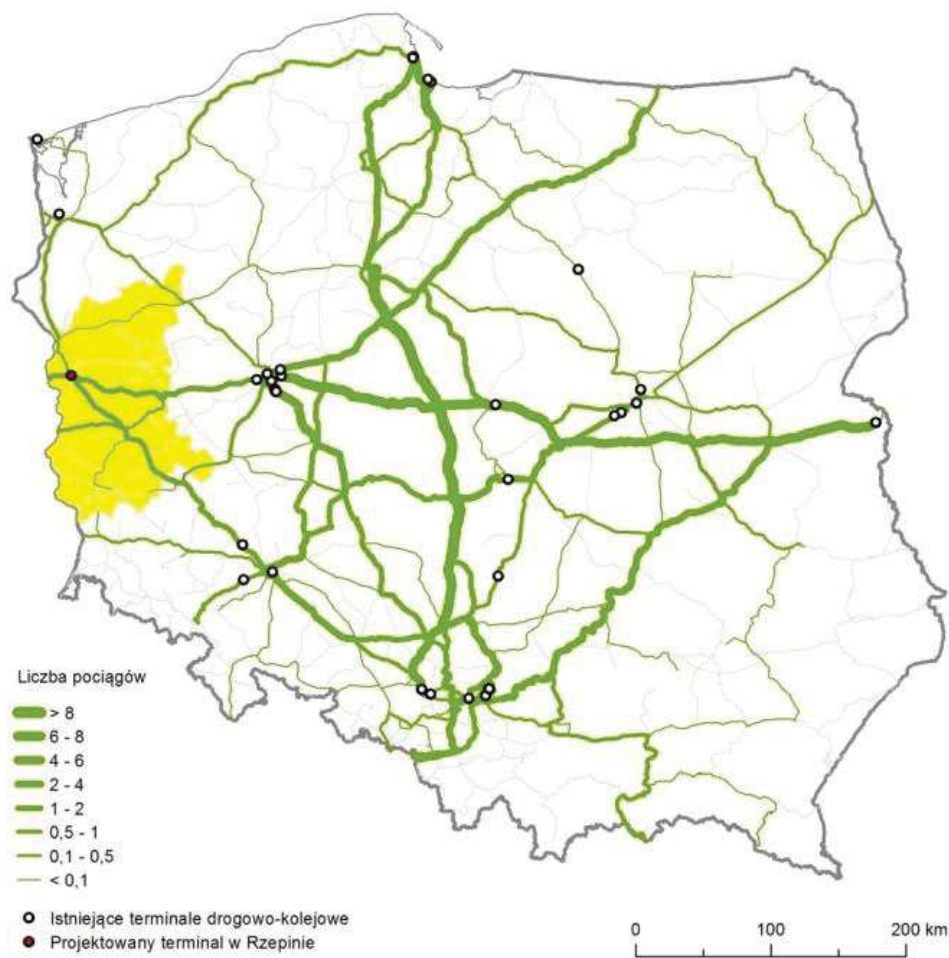 Liczba pociągów
> 8
6 - 8
4 - 6
2 - 4
1 - 2
0,5 - 1
0,1 - 0,5
< 0,1
Istniejące terminale drogowo-kolejowe
Projektowany terminal w Rzepinie
0 100 200 km